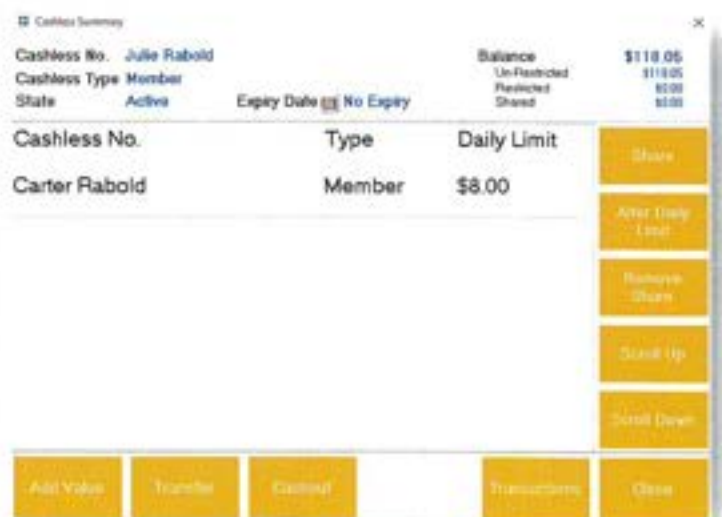 Cashless Summary
Cashless No. Julie Rabold
Cashless Type Member
State Active Expiry Date No Expiry
Balance $118.05
Un-Restricted $118.05
Restricted $0.00
Shared $0.00
Cashless No. Type Daily Limit
Carter Rabold Member $8.00
Share
Alter Daily
Limit
Remove
Share
Scroll Up
Scroll Down
Add Value Transfer Cashout Transactions Close